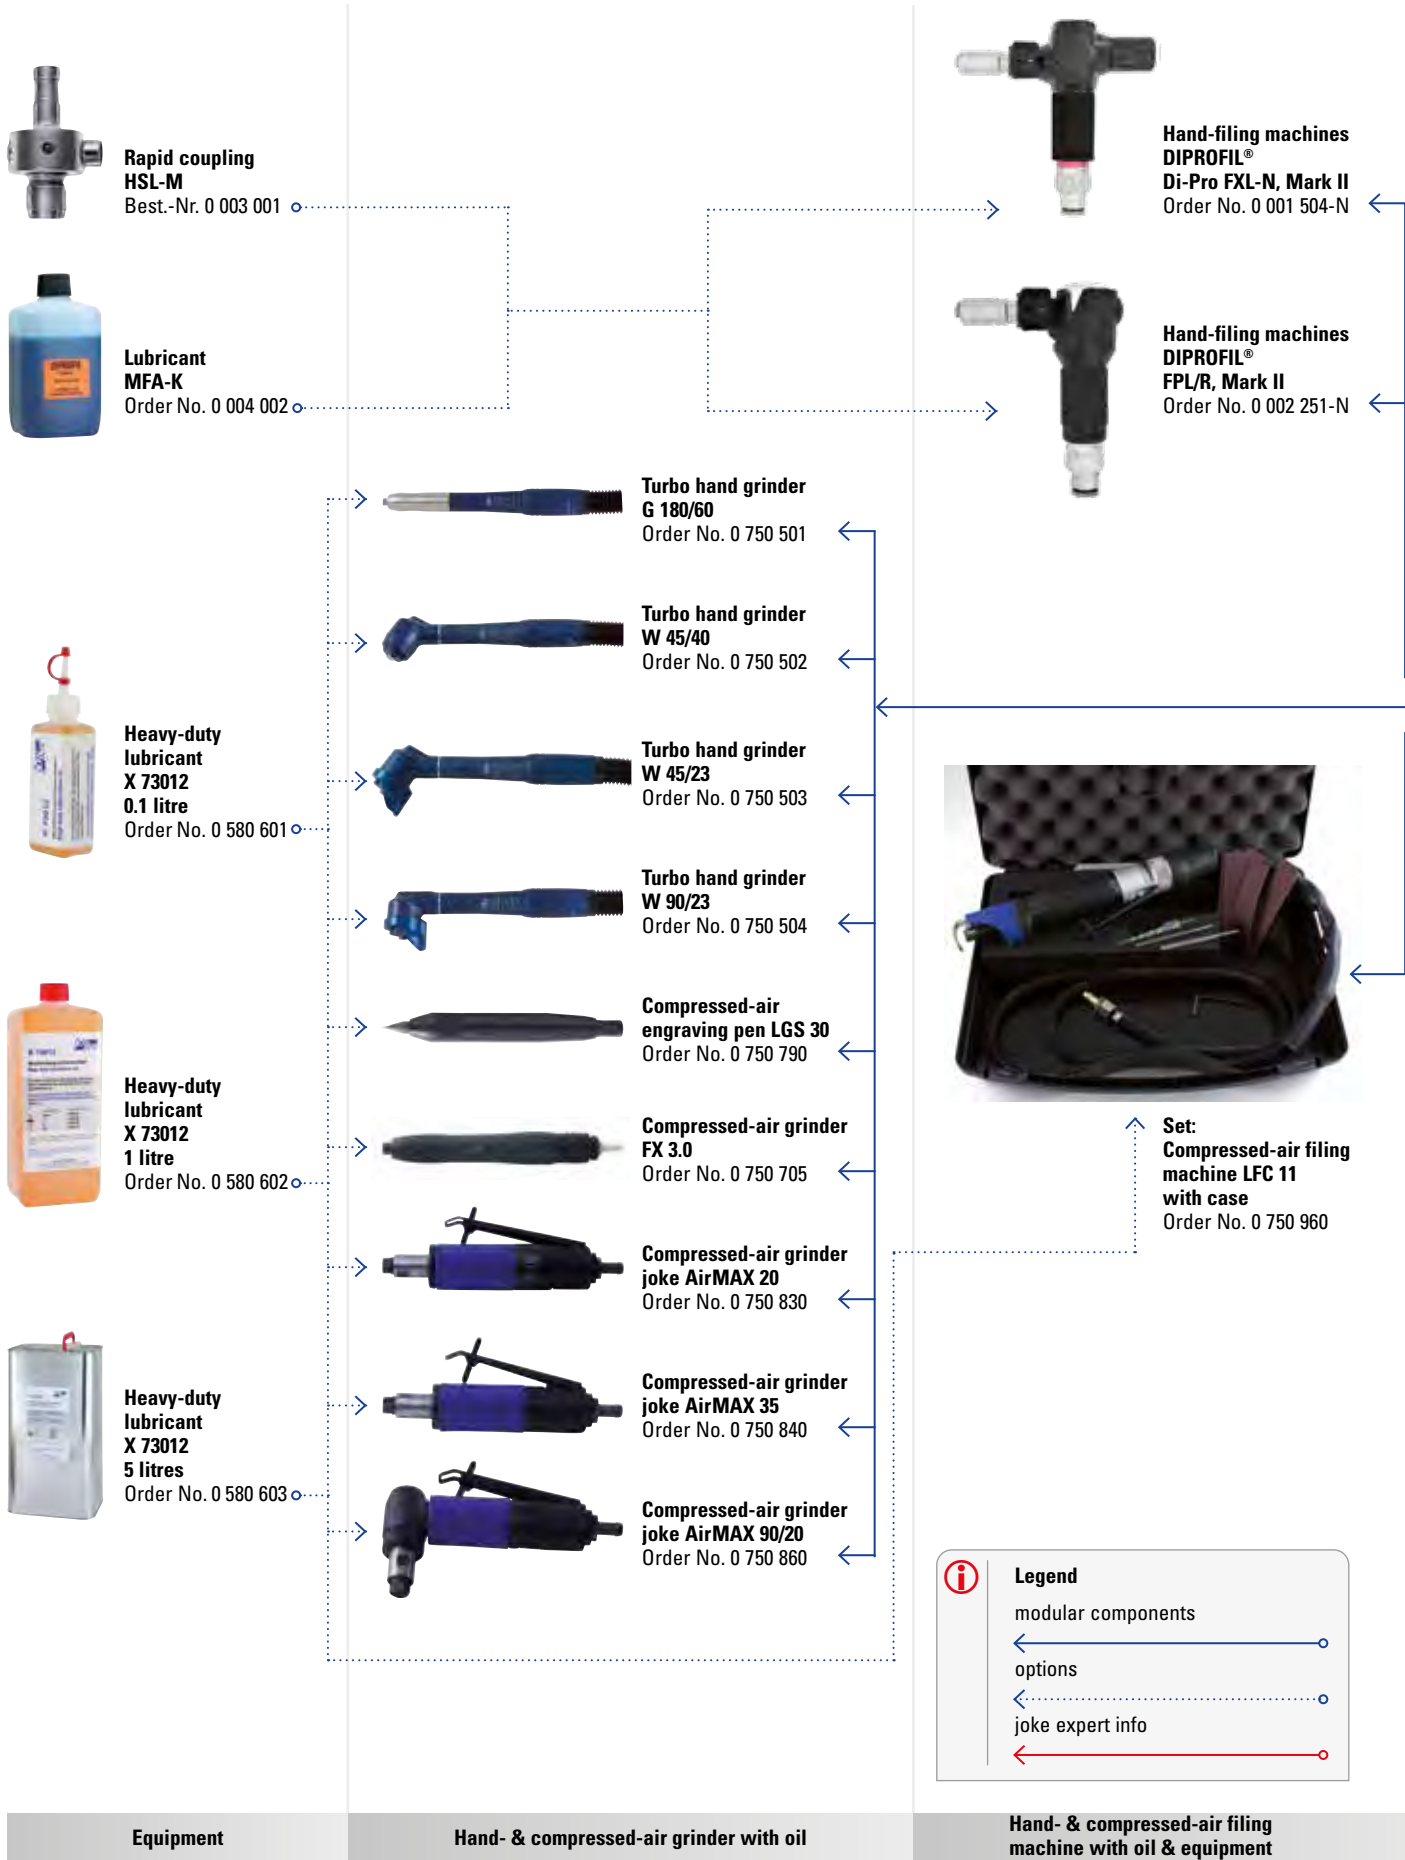 Rapid coupling
HSL-M
Best.-Nr. 0 003 001
Lubricant
MFA-K
Order No. 0 004 002
Heavy-duty
lubricant
X 73012
0.1 litre
Order No. 0 580 601
Heavy-duty
lubricant
X 73012
1 litre
Order No. 0 580 602
Heavy-duty
lubricant
X 73012
5 litres
Order No. 0 580 603
Turbo hand grinder
G 180/60
Order No. 0 750 501
Turbo hand grinder
W 45/40
Order No. 0 750 502
Turbo hand grinder
W 45/23
Order No. 0 750 503
Turbo hand grinder
W 90/23
Order No. 0 750 504
Compressed-air
engraving pen LGS 30
Order No. 0 750 790
Compressed-air grinder
FX 3.0
Order No. 0 750 705
Compressed-air grinder
joke AirMAX 20
Order No. 0 750 830
Compressed-air grinder
joke AirMAX 35
Order No. 0 750 840
Compressed-air grinder
joke AirMAX 90/20
Order No. 0 750 860
Hand-filing machines
DIPROFIL®
Di-Pro FXL-N, Mark II
Order No. 0 001 504-N
Hand-filing machines
DIPROFIL®
FPL/R, Mark II
Order No. 0 002 251-N
Set:
Compressed-air filing
machine LFC 11
with case
Order No. 0 750 960
Legend
modular components
options
joke expert info
Equipment
Hand- & compressed-air grinder with oil
Hand- & compressed-air filing
machine with oil & equipment